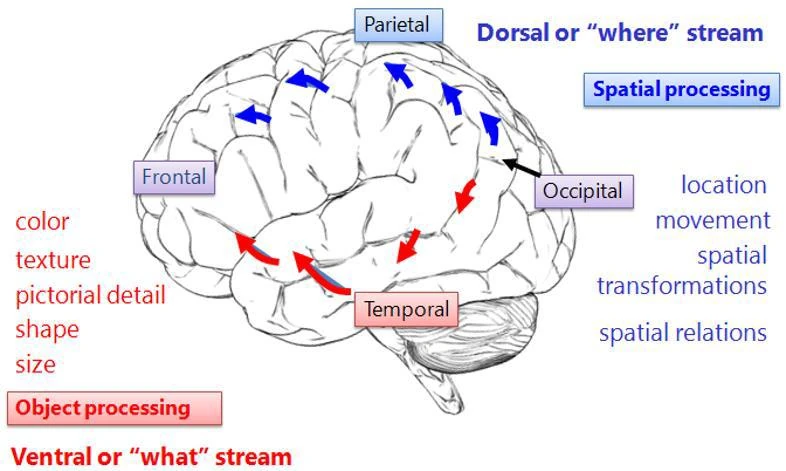 Parietal
Dorsal or “where” stream
Spatial processing
Frontal
Occipital
location
movement
spatial
transformations
spatial relations
color
texture
pictorial detail
shape
size
Temporal
Object processing
Ventral or “what” stream